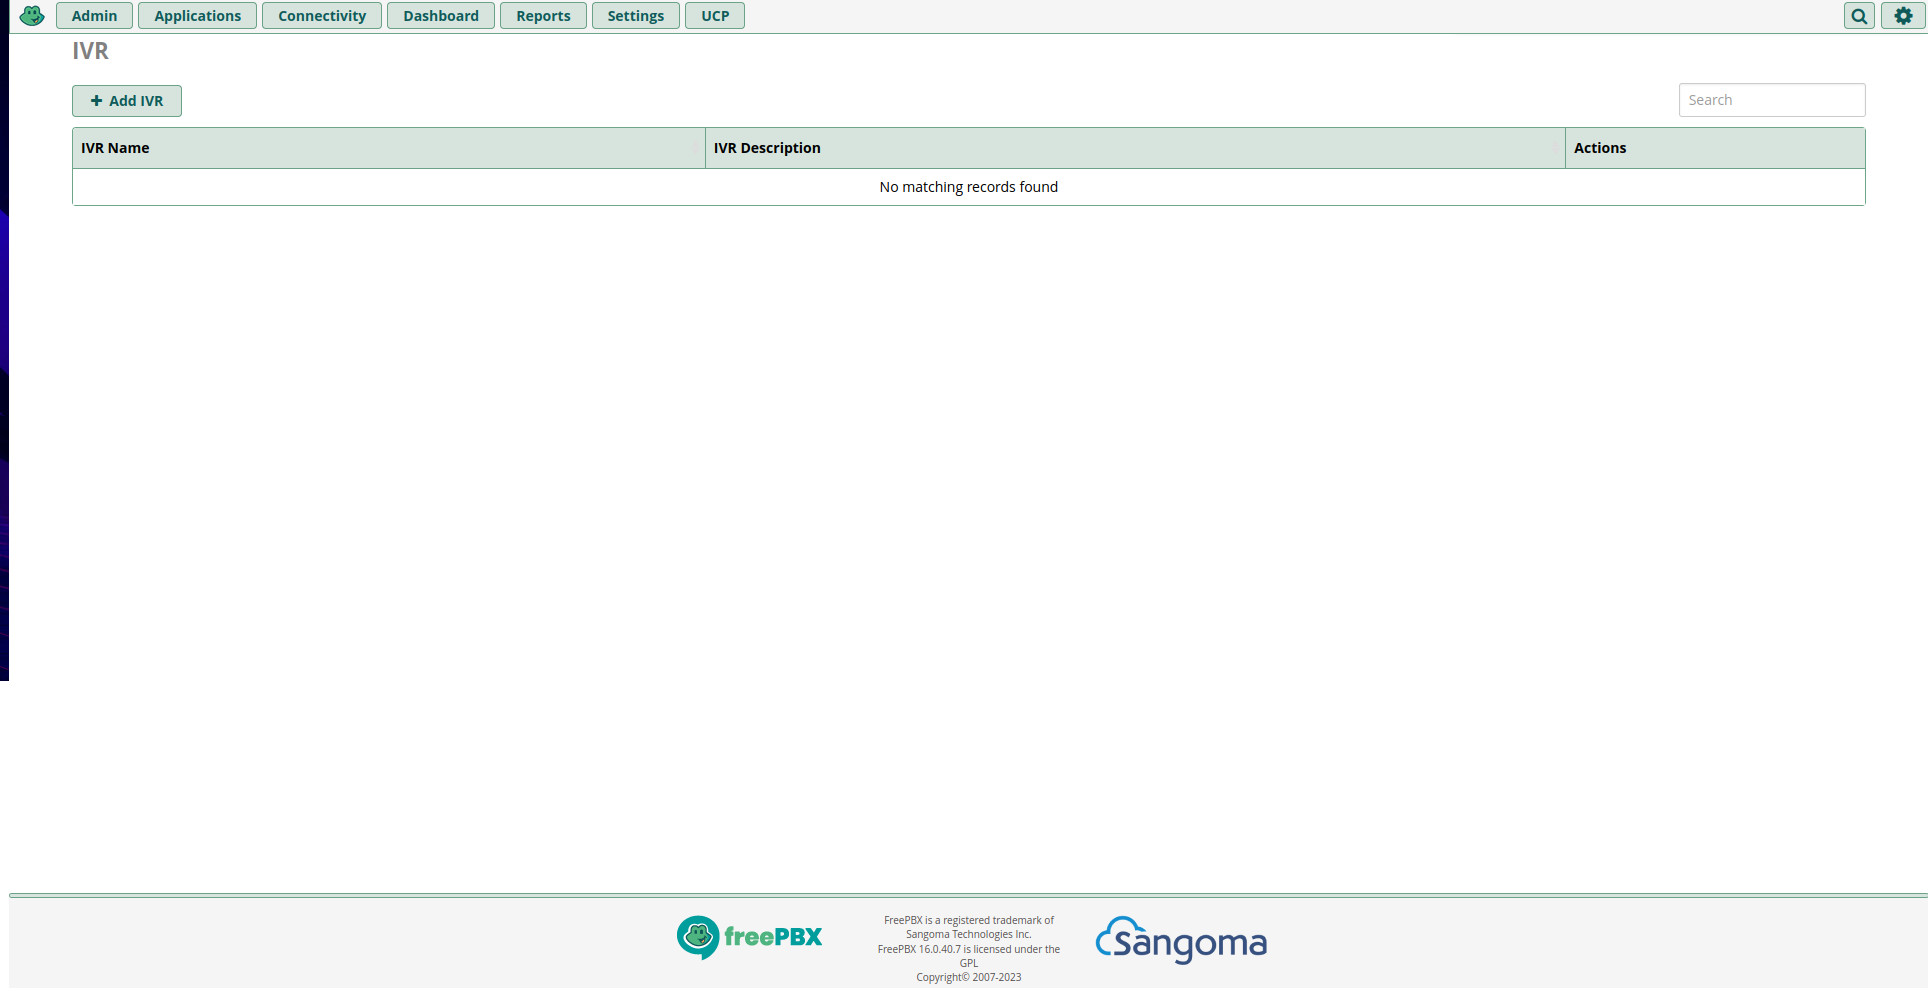 Admin Applications Connectivity Dashboard Reports Settings UCP
IVR
+ Add IVR
Search
IVR Name IVR Description Actions
No matching records found
freePBX
FreePBX is a registered trademark of
Sangoma Technologies Inc.
FreePBX 16.0.40.7 is licensed under the
GPL
Copyright© 2007-2023
Sangoma